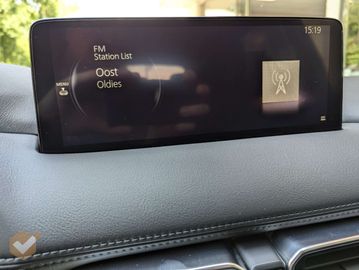 15:19
FM
Station List
MENU
Oost
Oldies